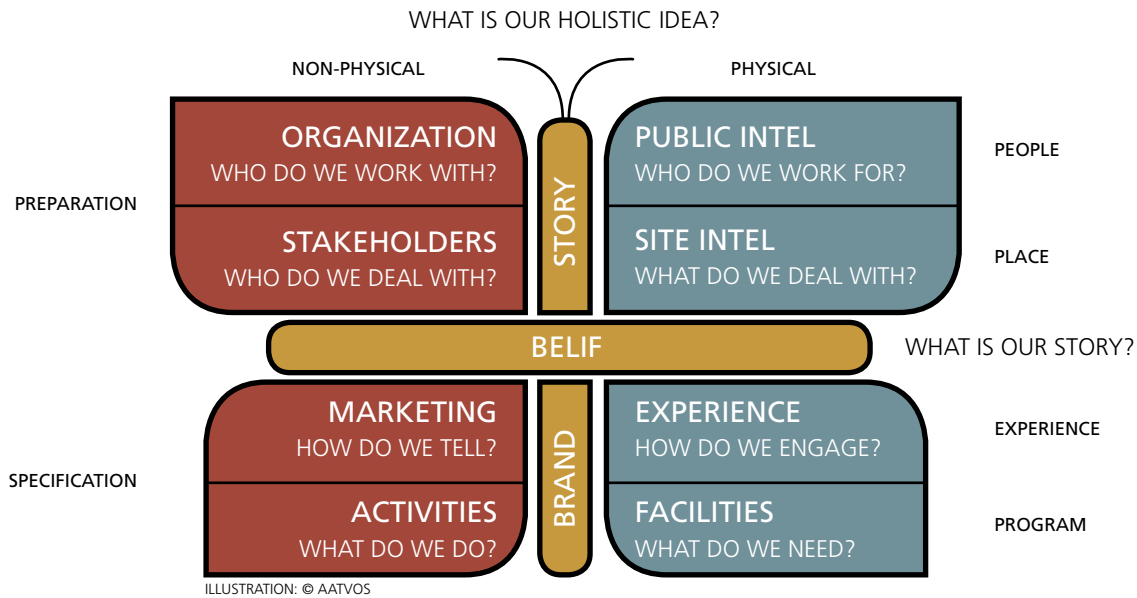 WHAT IS OUR HOLISTIC IDEA?
NON-PHYSICAL
PHYSICAL
ORGANIZATION
WHO DO WE WORK WITH?
PUBLIC INTEL
WHO DO WE WORK FOR?
PEOPLE
PREPARATION
STORY
STAKEHOLDERS
WHO DO WE DEAL WITH?
SITE INTEL
WHAT DO WE DEAL WITH?
PLACE
BELIF
WHAT IS OUR STORY?
MARKETING
HOW DO WE TELL?
EXPERIENCE
HOW DO WE ENGAGE?
EXPERIENCE
SPECIFICATION
BRAND
ACTIVITIES
WHAT DO WE DO?
FACILITIES
WHAT DO WE NEED?
PROGRAM
ILLUSTRATION: © AATVOS